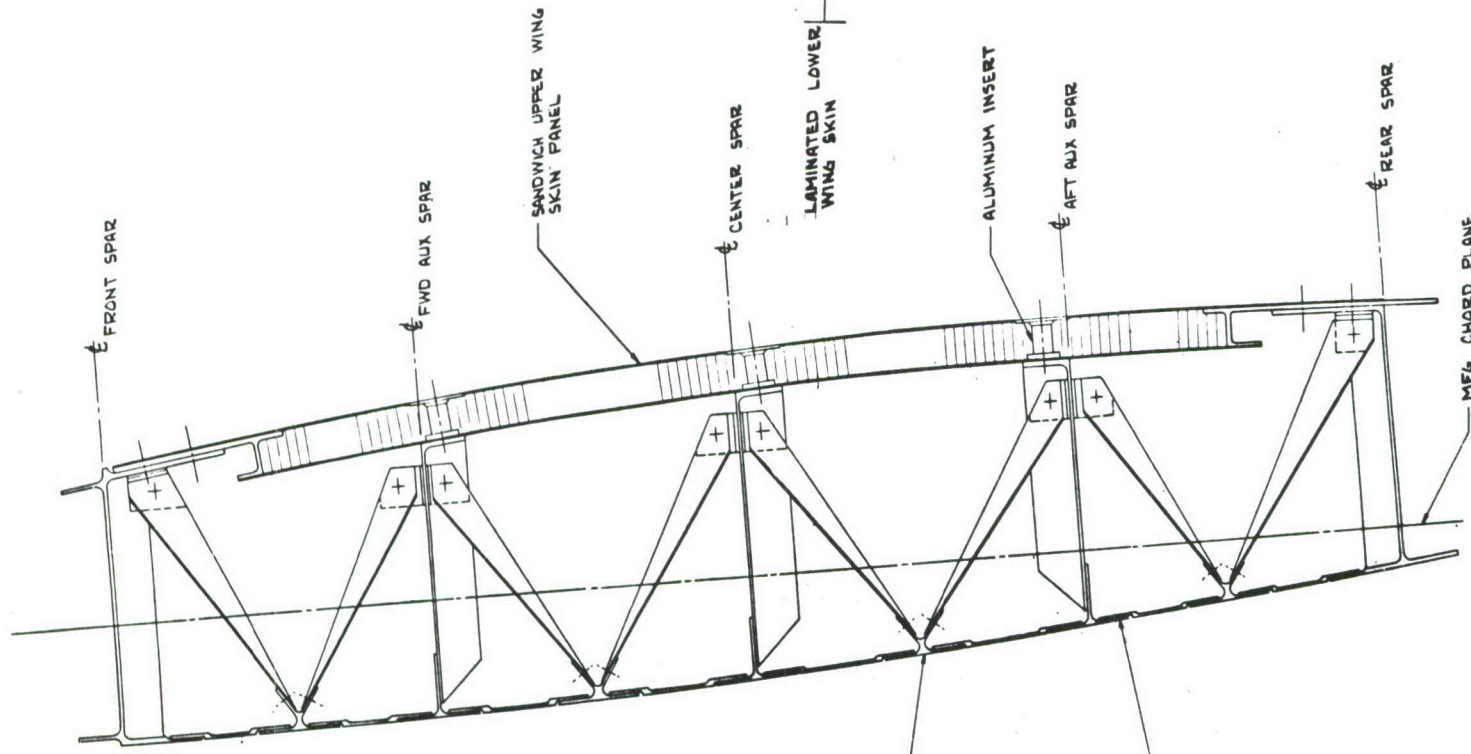 ℄ FRONT SPAR
℄ FWD AUX SPAR
SANDWICH UPPER WING
SKIN PANEL
℄ CENTER SPAR
LAMINATED LOWER
WING SKIN
ALUMINUM INSERT
℄ AFT AUX SPAR
℄ REAR SPAR
MFG CHORD PLANE